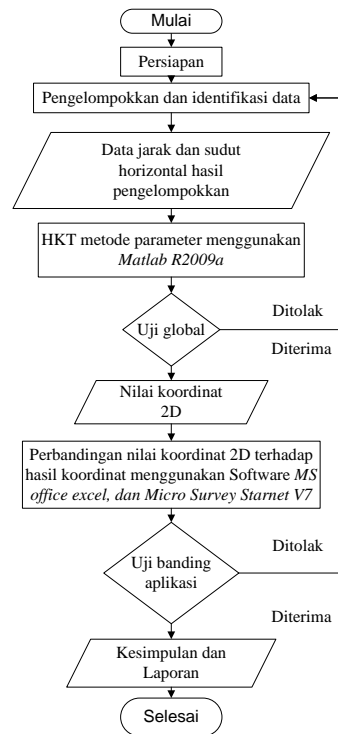 Mulai
Persiapan
Pengelompokkan dan identifikasi data
Data jarak dan sudut
horizontal hasil
pengelompokkan
HKT metode parameter menggunakan
Matlab R2009a
Uji global
Ditolak
Diterima
Nilai koordinat
2D
Perbandingan nilai koordinat 2D terhadap
hasil koordinat menggunakan Software MS
office excel, dan Micro Survey Starnet V7
Uji banding
aplikasi
Ditolak
Diterima
Kesimpulan dan
Laporan
Selesai